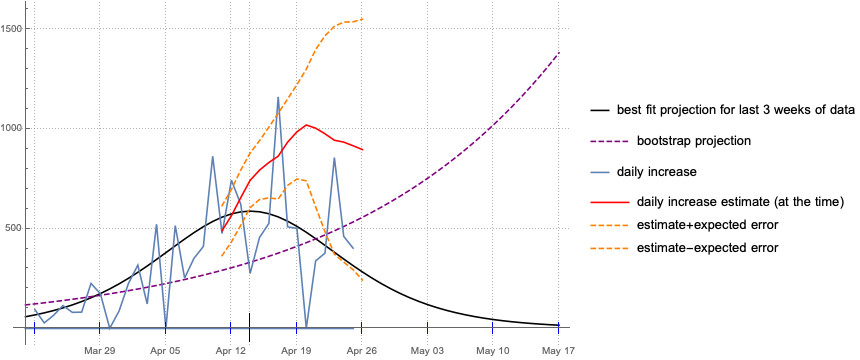 1500
1000
500
Mar 29 Apr 05 Apr 12 Apr 19 Apr 26 May 03 May 10 May 17
best fit projection for last 3 weeks of data
bootstrap projection
daily increase
daily increase estimate (at the time)
estimate+expected error
estimate−expected error